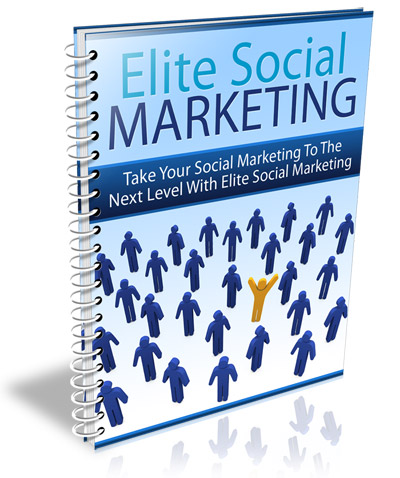 Elite Social
MARKETING
Take Your Social Marketing To The
Next Level With Elite Social Marketing